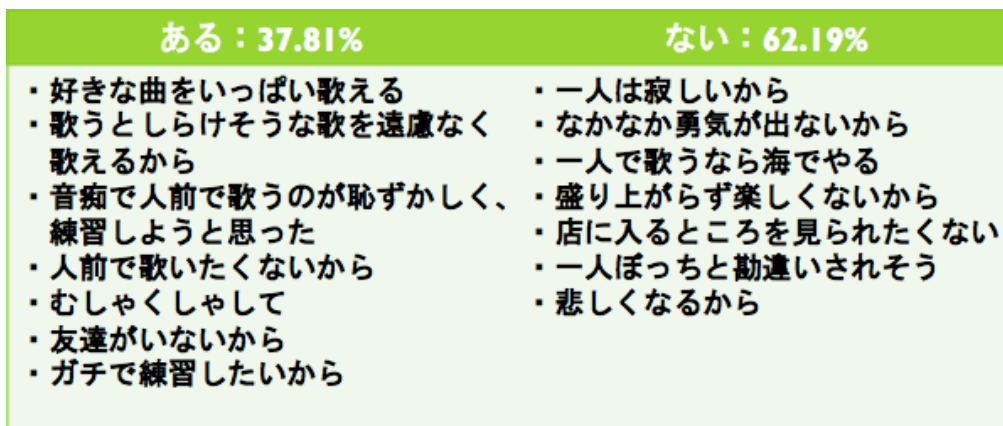 ある：37.81%
・好きな曲をいっぱい歌える
・歌うとしらけそうな歌を遠慮なく
歌えるから
・音痴で人前で歌うのが恥ずかしく、
練習しようと思った
・人前で歌いたくないから
・むしゃくしゃして
・友達がいないから
・ガチで練習したいから
ない：62.19%
・一人は寂しいから
・なかなか勇気が出ないから
・一人で歌うなら海でやる
・盛り上がらず楽しくないから
・店に入るところを見られたくない
・一人ぼっちと勘違いされそう
・悲しくなるから